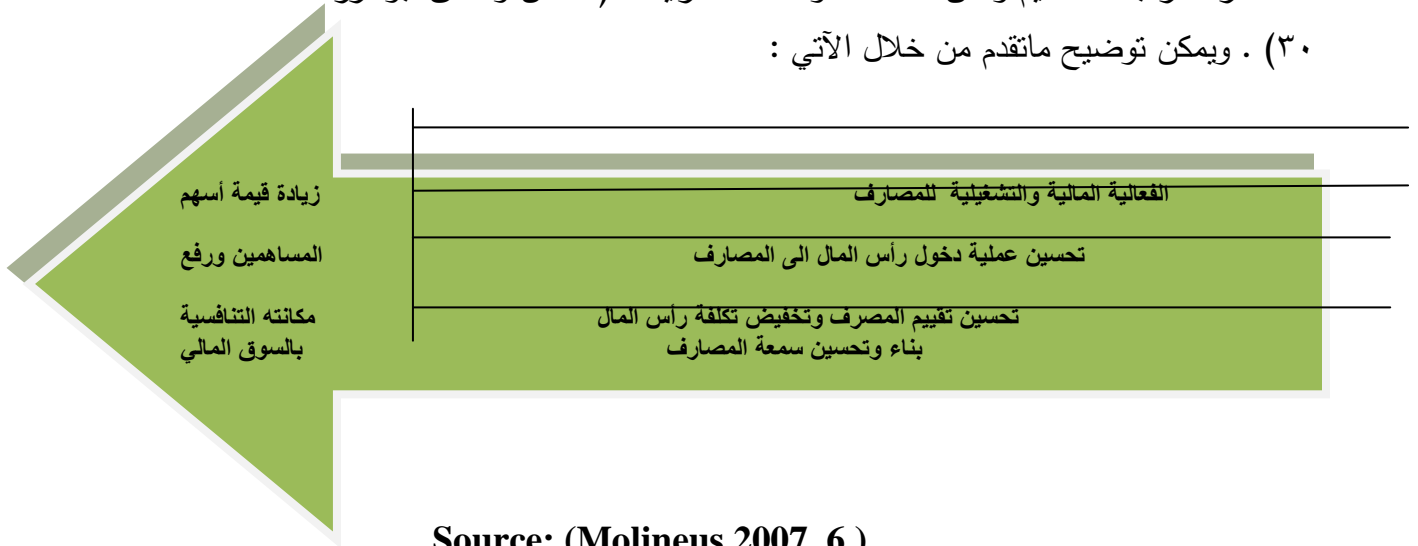 ٣٠) . ويمكن توضيح ماتقدم من خلال الآتي :
الفعالية المالية والتشغيلية للمصارف
تحسين عملية دخول رأس المال الى المصارف
تحسين تقييم المصرف وتخفيض تكلفة رأس المال
بناء وتحسين سمعة المصارف
زيادة قيمة أسهم
المساهمين ورفع
مكانته التنافسية
بالسوق المالي
Source: (Molineus 2007, 6 )